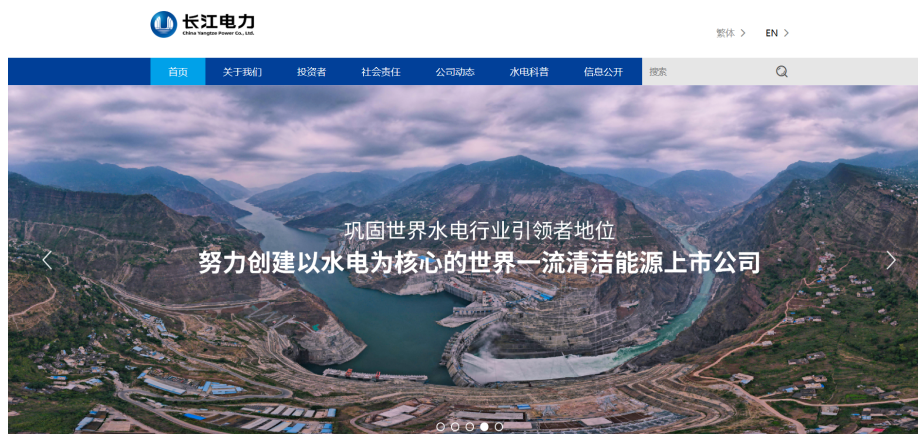 长江电力
China Yangtze Power Co., Ltd.
繁体 EN
首页 关于我们 投资者 社会责任 公司动态 水电科普 信息公开 搜索
巩固世界水电行业引领者地位
努力创建以水电为核心的世界一流清洁能源上市公司